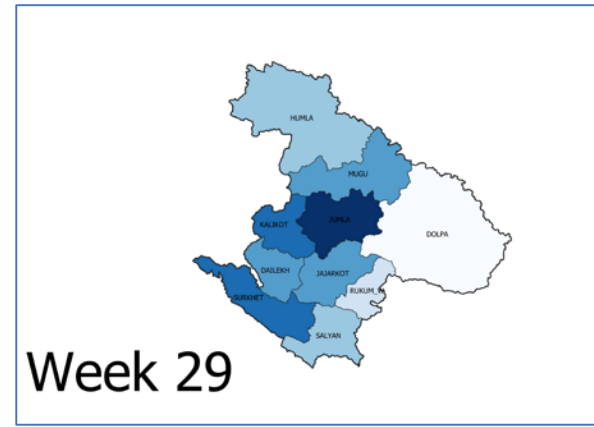 HUMLA
MUGU
KALIKOT
JUMLA
DOLPA
DAILEKH
JAJARKOT
SURKHET
SALYAN
Week 29